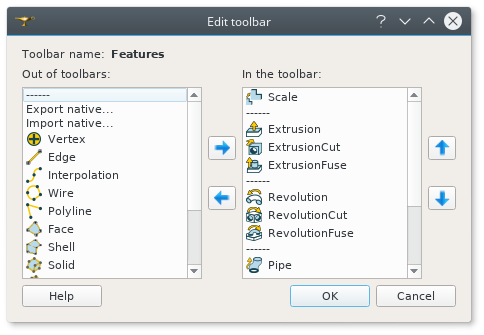 Edit toolbar
Toolbar name: Features
Out of toolbars:
------
Export native...
Import native...
Vertex
Edge
Interpolation
Wire
Polyline
Face
Shell
Solid
In the toolbar:
Scale
------
Extrusion
ExtrusionCut
ExtrusionFuse
------
Revolution
RevolutionCut
RevolutionFuse
------
Pipe
Help
OK
Cancel